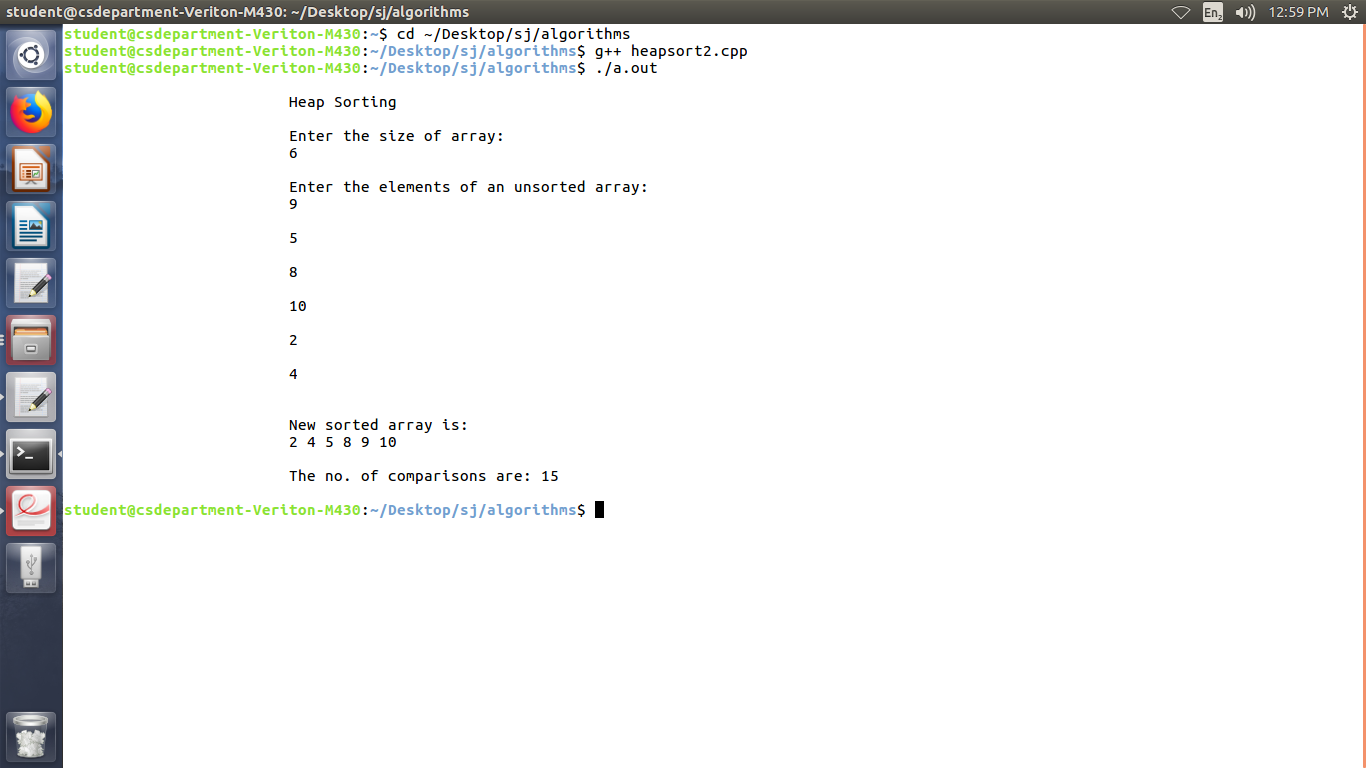 student@csdepartment-Veriton-M430: ~/Desktop/sj/algorithms
En2
12:59 PM
student@csdepartment-Veriton-M430:~$ cd ~/Desktop/sj/algorithms
student@csdepartment-Veriton-M430:~/Desktop/sj/algorithms$ g++ heapsort2.cpp
student@csdepartment-Veriton-M430:~/Desktop/sj/algorithms$ ./a.out
Heap Sorting
Enter the size of array:
6
Enter the elements of an unsorted array:
9
5
8
10
2
4
New sorted array is:
2 4 5 8 9 10
The no. of comparisons are: 15
student@csdepartment-Veriton-M430:~/Desktop/sj/algorithms$